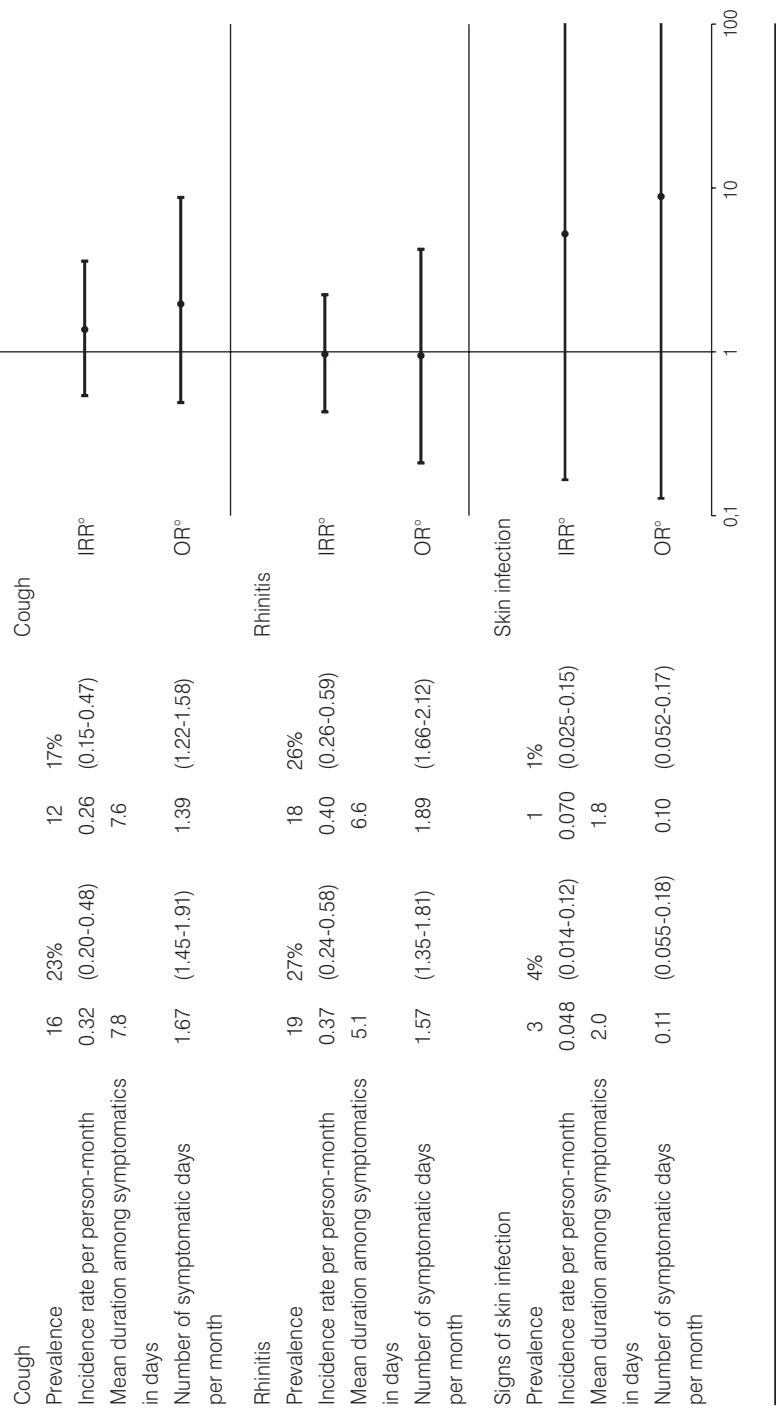 Cough Cough
Prevalence 16 23% 12 17%
Incidence rate per person-month 0.32 (0.20-0.48) 0.26 (0.15-0.47) IRR°
Mean duration among symptomatics 7.8 7.6
in days
Number of symptomatic days 1.67 (1.45-1.91) 1.39 (1.22-1.58) OR°
per month
Rhinitis Rhinitis
Prevalence 19 27% 18 26%
Incidence rate per person-month 0.37 (0.24-0.58) 0.40 (0.26-0.59) IRR°
Mean duration among symptomatics 5.1 6.6
in days
Number of symptomatic days 1.57 (1.35-1.81) 1.89 (1.66-2.12) OR°
per month
Signs of skin infection Skin infection
Prevalence 3 4% 1 1%
Incidence rate per person-month 0.048 (0.014-0.12) 0.070 (0.025-0.15) IRR°
Mean duration among symptomatics 2.0 1.8
in days
Number of symptomatic days 0.11 (0.055-0.18) 0.10 (0.052-0.17) OR°
per month
0,1 1 10 100